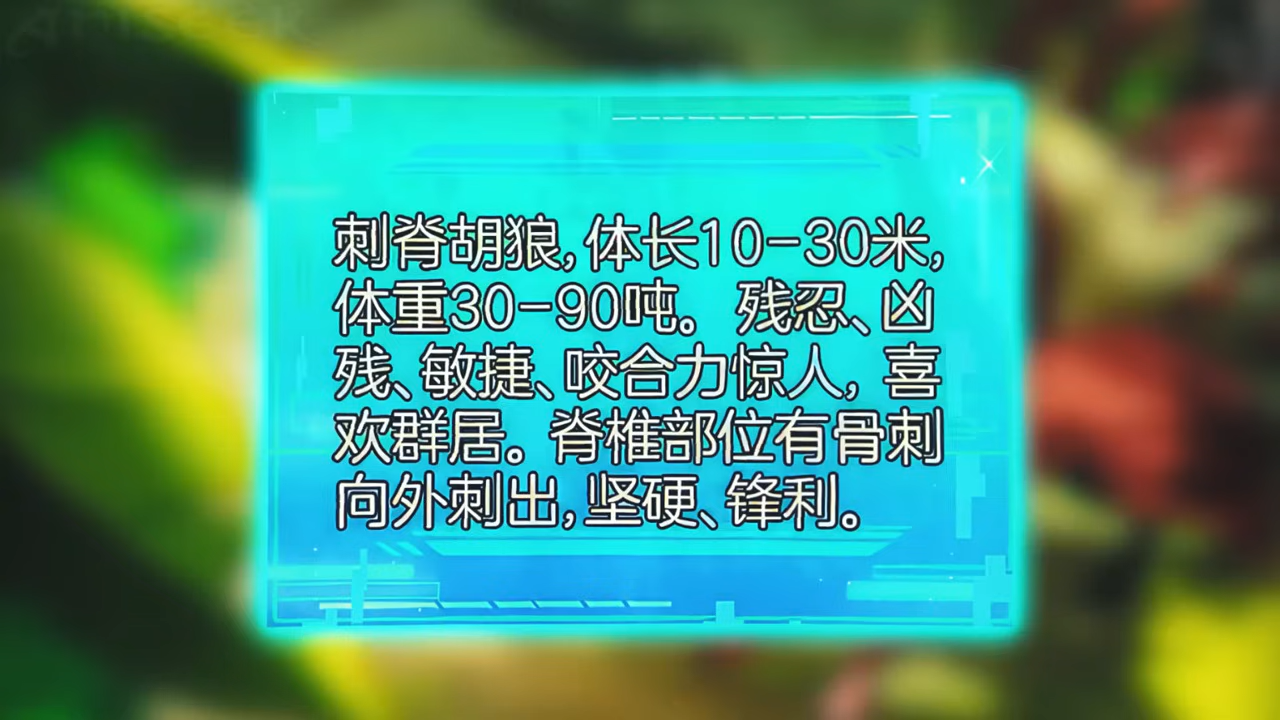 刺脊胡狼,体长10-30米,
体重30-90吨。残忍、凶
残、敏捷、咬合力惊人,喜
欢群居。脊椎部位有骨刺
向外刺出,坚硬、锋利。